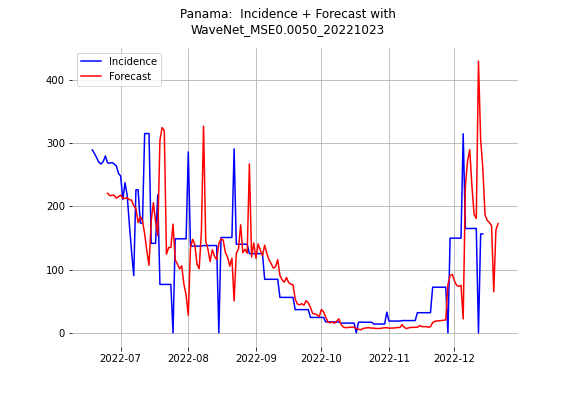 Panama:  Incidence + Forecast with
WaveNet_MSE0.0050_20221023
Incidence
Forecast
400
300
200
100
0
2022-07 2022-08 2022-09 2022-10 2022-11 2022-12